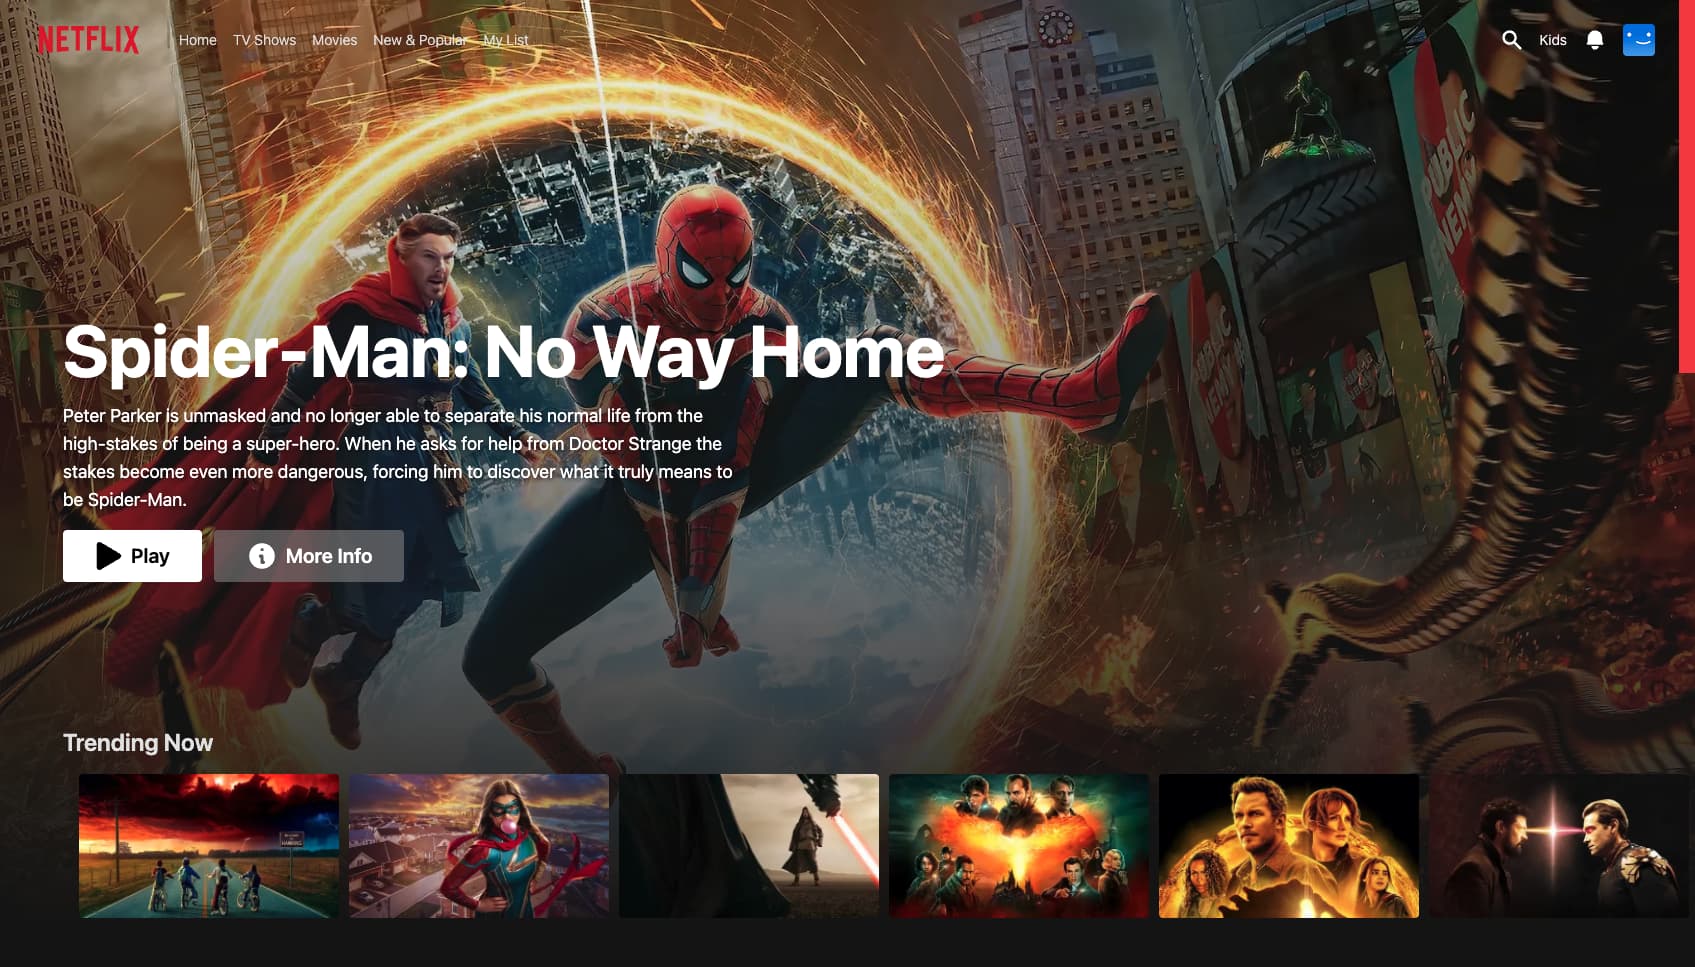 NETFLIX Home TV Shows Movies New & Popular My List Kids
PUBLIC ENEMY
PUBLIC ENEMY
Spider-Man: No Way Home
Peter Parker is unmasked and no longer able to separate his normal life from the
high-stakes of being a super-hero. When he asks for help from Doctor Strange the
stakes become even more dangerous, forcing him to discover what it truly means to
be Spider-Man.
Play More Info
Trending Now
HAWKINS